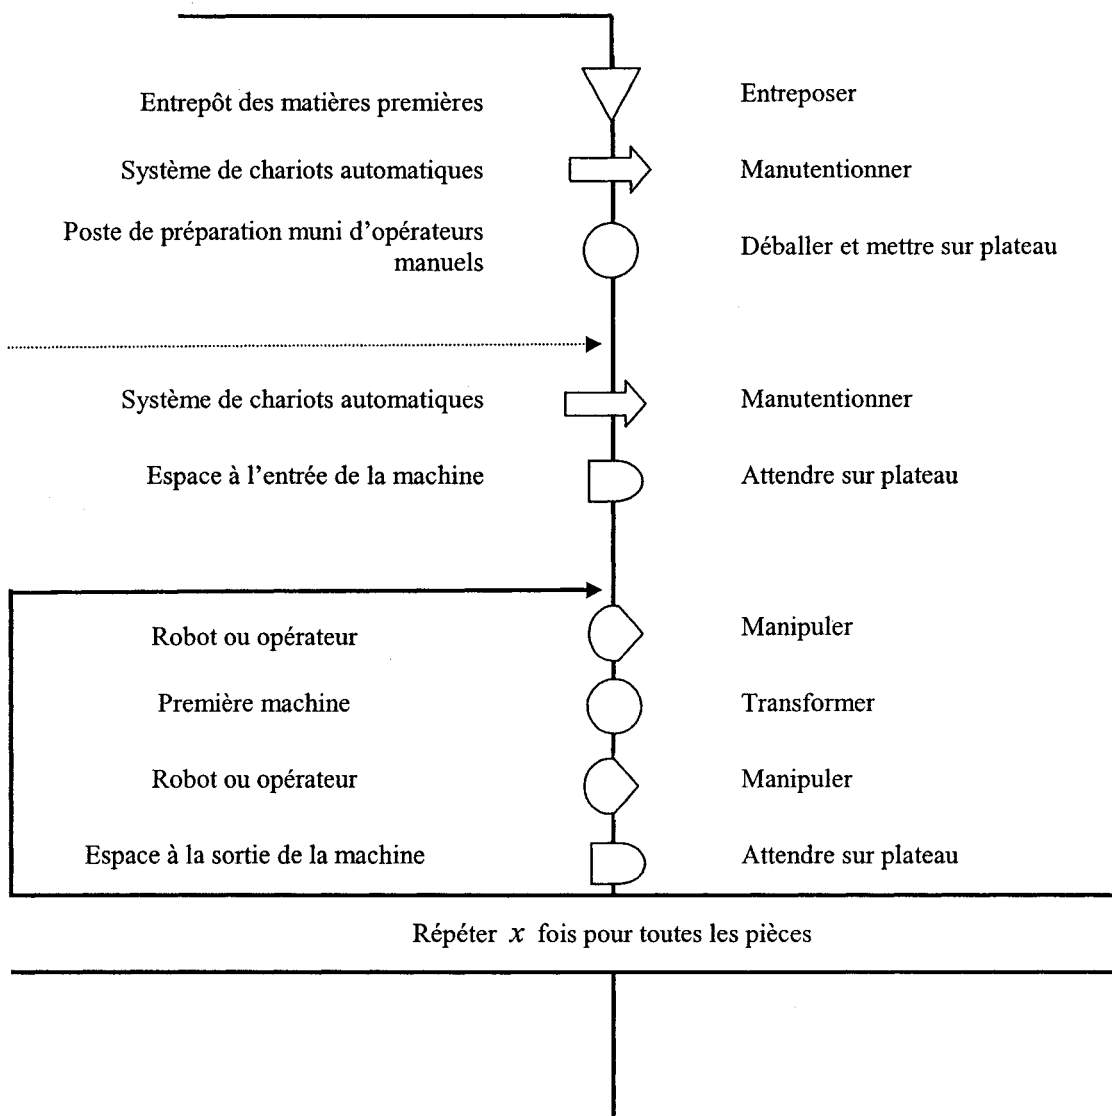 Entrepôt des matières premières
Entreposer
Système de chariots automatiques
Manutentionner
Poste de préparation muni d'opérateurs
manuels
Déballer et mettre sur plateau
Système de chariots automatiques
Manutentionner
Espace à l'entrée de la machine
Attendre sur plateau
Robot ou opérateur
Manipuler
Première machine
Transformer
Robot ou opérateur
Manipuler
Espace à la sortie de la machine
Attendre sur plateau
Répéter x fois pour toutes les pièces